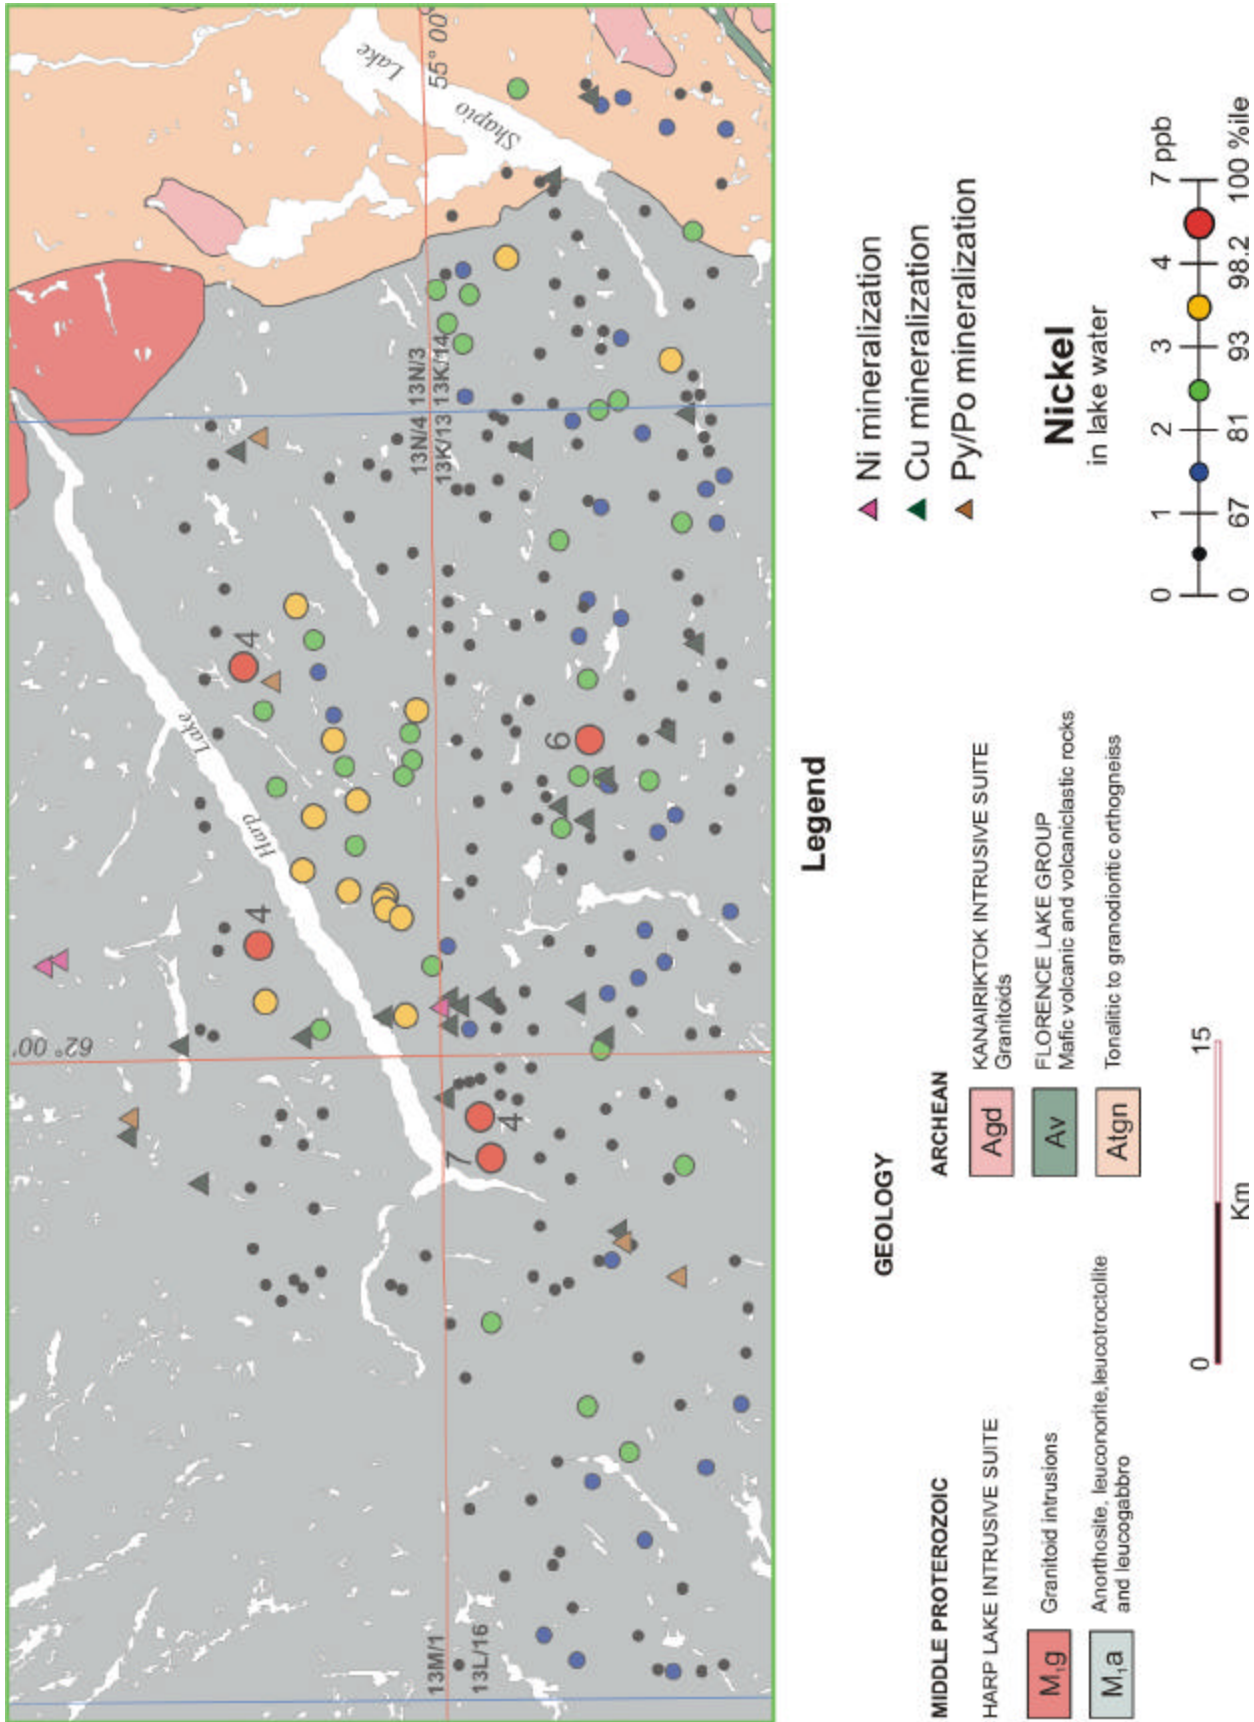 Lake
Shapio
55° 00'
13N/3
13K/14
13N/4
13K/13
4
Lake
Harp
6
4
62° 00'
4
7
13M/1
13L/16
Legend
Ni mineralization
Cu mineralization
Py/Po mineralization
Nickel
in lake water
0 1 2 3 4 7 ppb
0 67 81 93 98.2 100 %ile
GEOLOGY
MIDDLE PROTEROZOIC
HARP LAKE INTRUSIVE SUITE
M₁g Granitoid intrusions
M₁a Anorthosite, leuconorite, leucotroctolite
and leucogabbro
ARCHEAN
KANAIRIKTOK INTRUSIVE SUITE
Agd Granitoids
FLORENCE LAKE GROUP
Av Mafic volcanic and volcaniclastic rocks
Atgn Tonalitic to granodioritic orthogneiss
0 15
Km